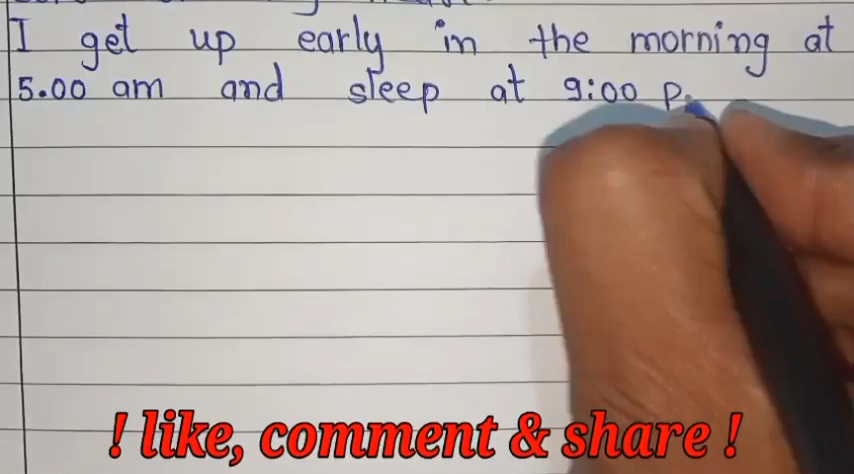 I get up early in the morning at
5.00 am and sleep at 9:00 p.
! like, comment & share !